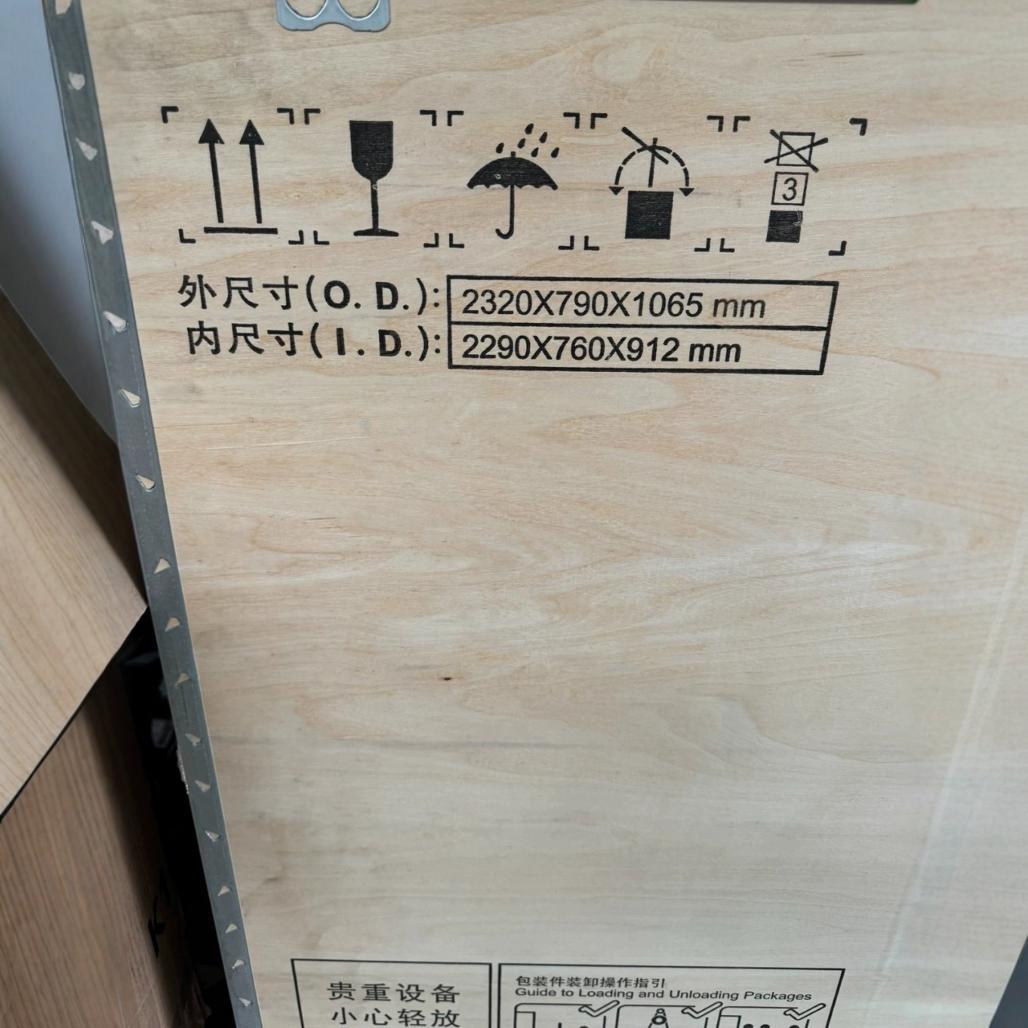 3
外尺寸(O. D.): 2320X790X1065 mm
内尺寸(I. D.): 2290X760X912 mm
贵重设备
小心轻放
包装件装卸操作指引
Guide to Loading and Unloading Packages